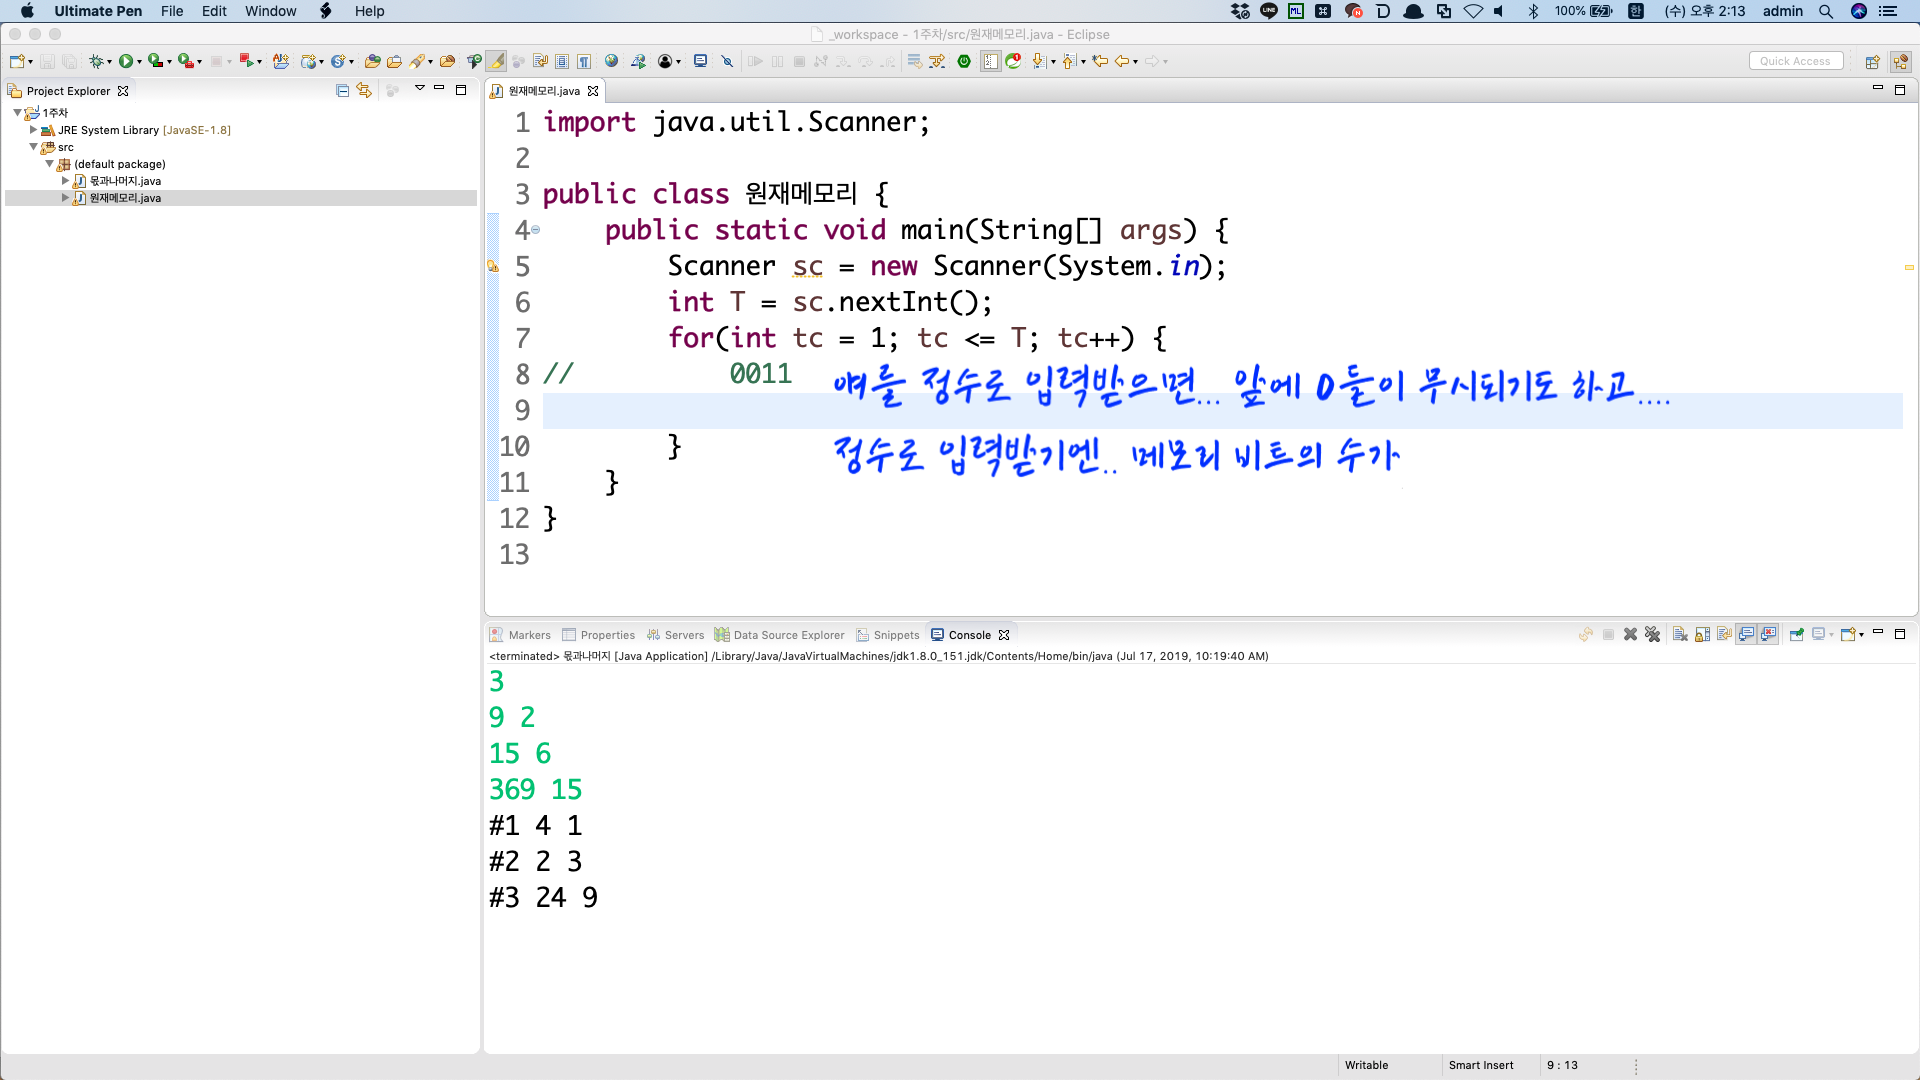 Ultimate Pen File Edit Window Help
100% 한 (수) 오후 2:13 admin
_workspace - 1주차/src/원재메모리.java - Eclipse
Quick Access
Project Explorer
1주차
JRE System Library [JavaSE-1.8]
src
(default package)
몫과나머지.java
원재메모리.java
원재메모리.java
1 import java.util.Scanner;
2
3 public class 원재메모리 {
4 public static void main(String[] args) {
5 Scanner sc = new Scanner(System.in);
6 int T = sc.nextInt();
7 for(int tc = 1; tc <= T; tc++) {
8 // 0011 얘를 정수로 입력받으면... 앞에 0들이 무시되기도 하고....
9
10 } 정수로 입력받기엔.. 메모리 비트의 수가
11 }
12 }
13
Markers Properties Servers Data Source Explorer Snippets Console
<terminated> 몫과나머지 [Java Application] /Library/Java/JavaVirtualMachines/jdk1.8.0_151.jdk/Contents/Home/bin/java (Jul 17, 2019, 10:19:40 AM)
3
9 2
15 6
369 15
#1 4 1
#2 2 3
#3 24 9
Writable Smart Insert 9 : 13